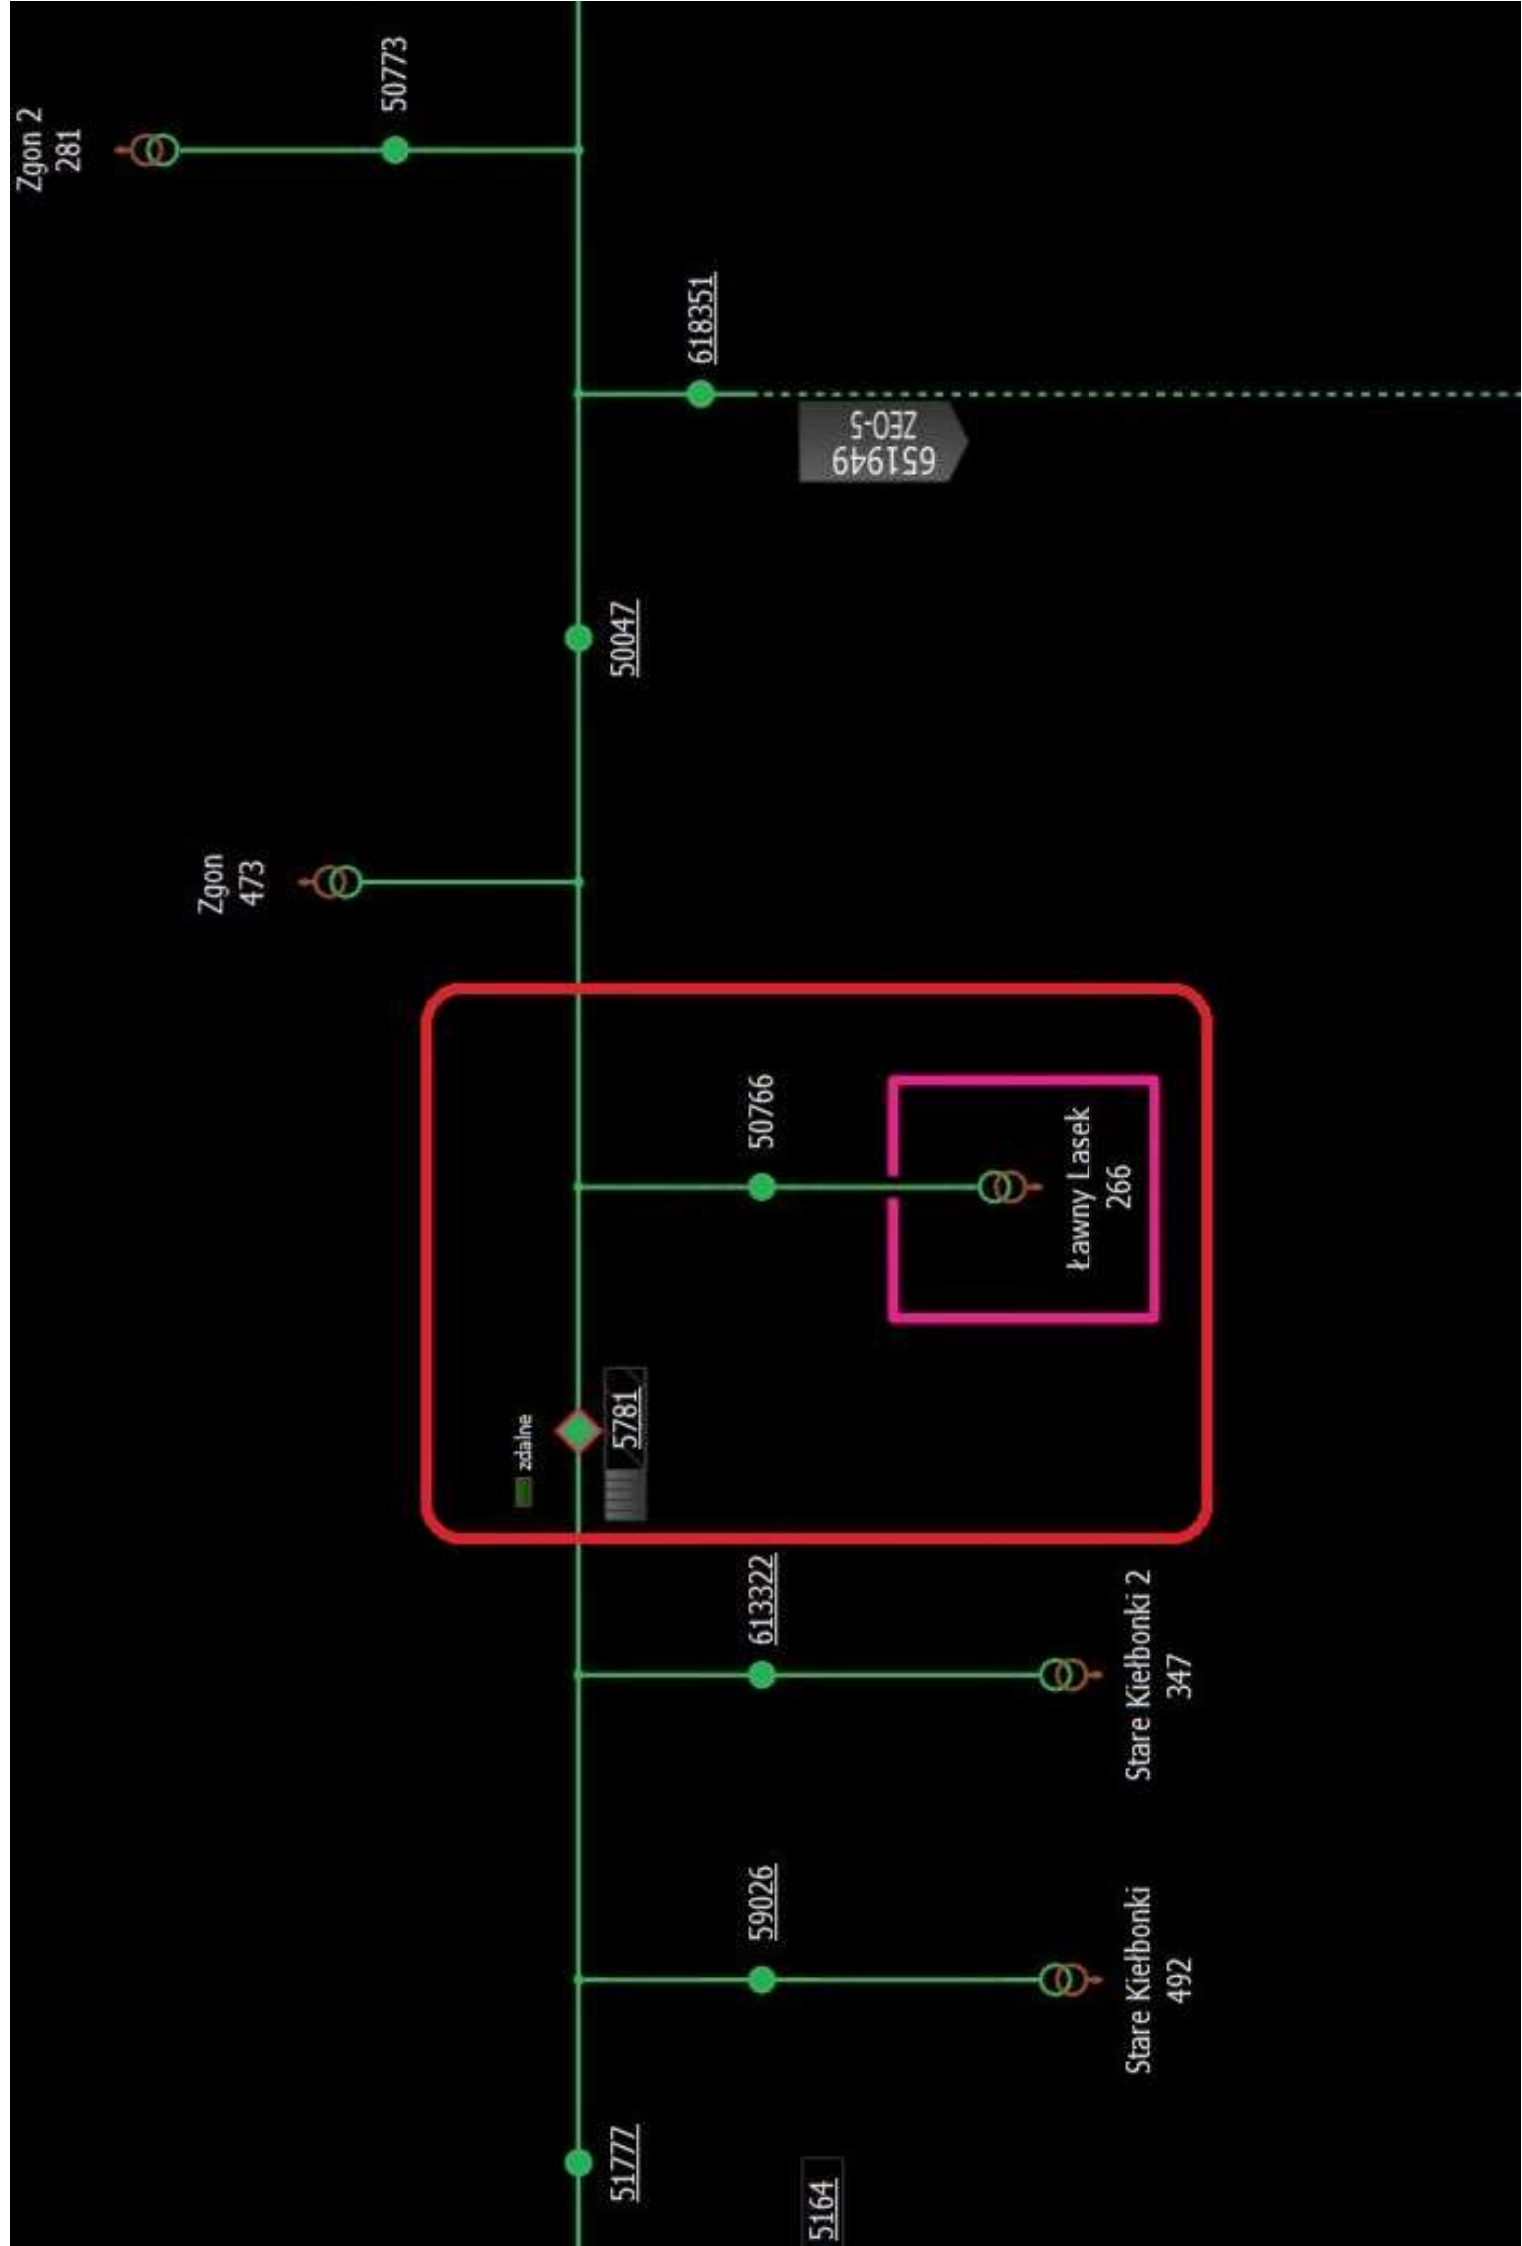 Zgon 2
281
50773
618351
651949
ZEO-5
50047
Zgon
473
50766
Ławny Lasek
266
zdalne
5781
613322
Stare Kiełbonki 2
347
59026
Stare Kiełbonki
492
51777
5164